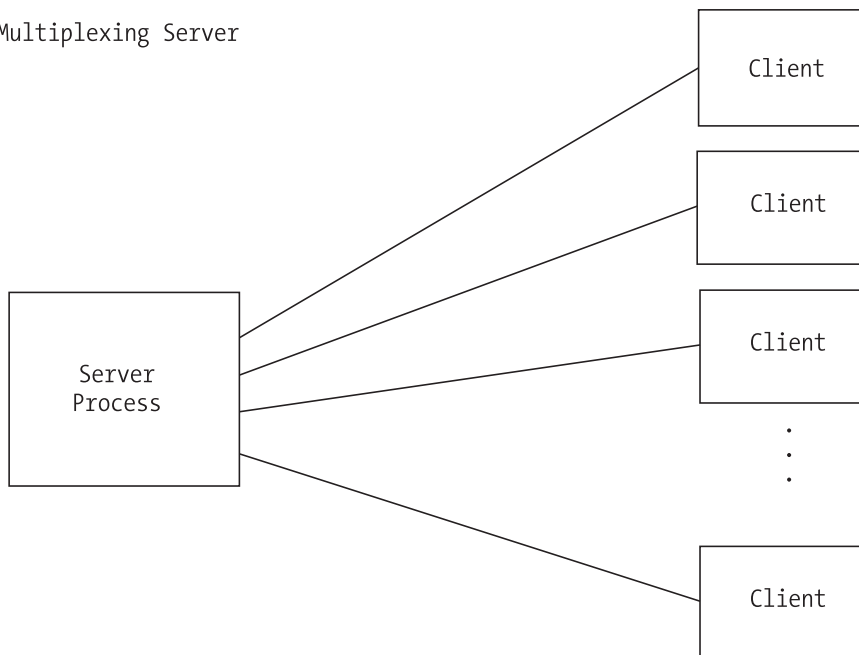 Multiplexing Server
Client
Client
Client
Server
Process
Client